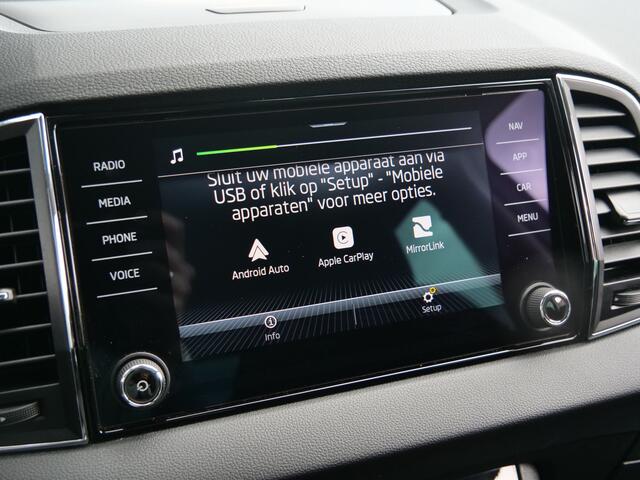 RADIO
MEDIA
PHONE
VOICE
Sluit uw mobiele apparaat aan via
USB of klik op "Setup" - "Mobiele
apparaten" voor meer opties.
Android Auto
Apple CarPlay
MirrorLink
Info
Setup
NAV
APP
CAR
MENU